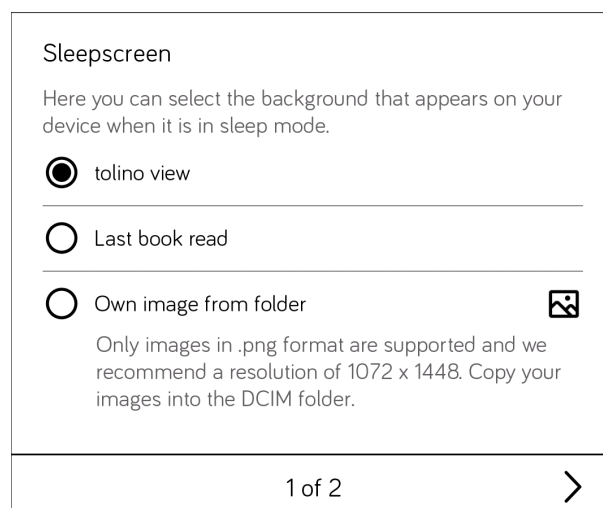 Sleepscreen
Here you can select the background that appears on your
device when it is in sleep mode.
tolino view
Last book read
Own image from folder
Only images in .png format are supported and we
recommend a resolution of 1072 x 1448. Copy your
images into the DCIM folder.
1 of 2